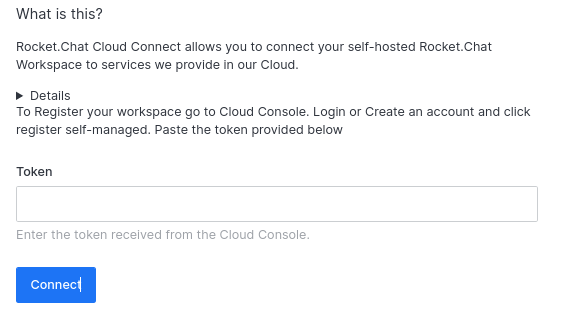 What is this?
Rocket.Chat Cloud Connect allows you to connect your self-hosted Rocket.Chat
Workspace to services we provide in our Cloud.
Details
To Register your workspace go to Cloud Console. Login or Create an account and click
register self-managed. Paste the token provided below
Token
Enter the token received from the Cloud Console.
Connect